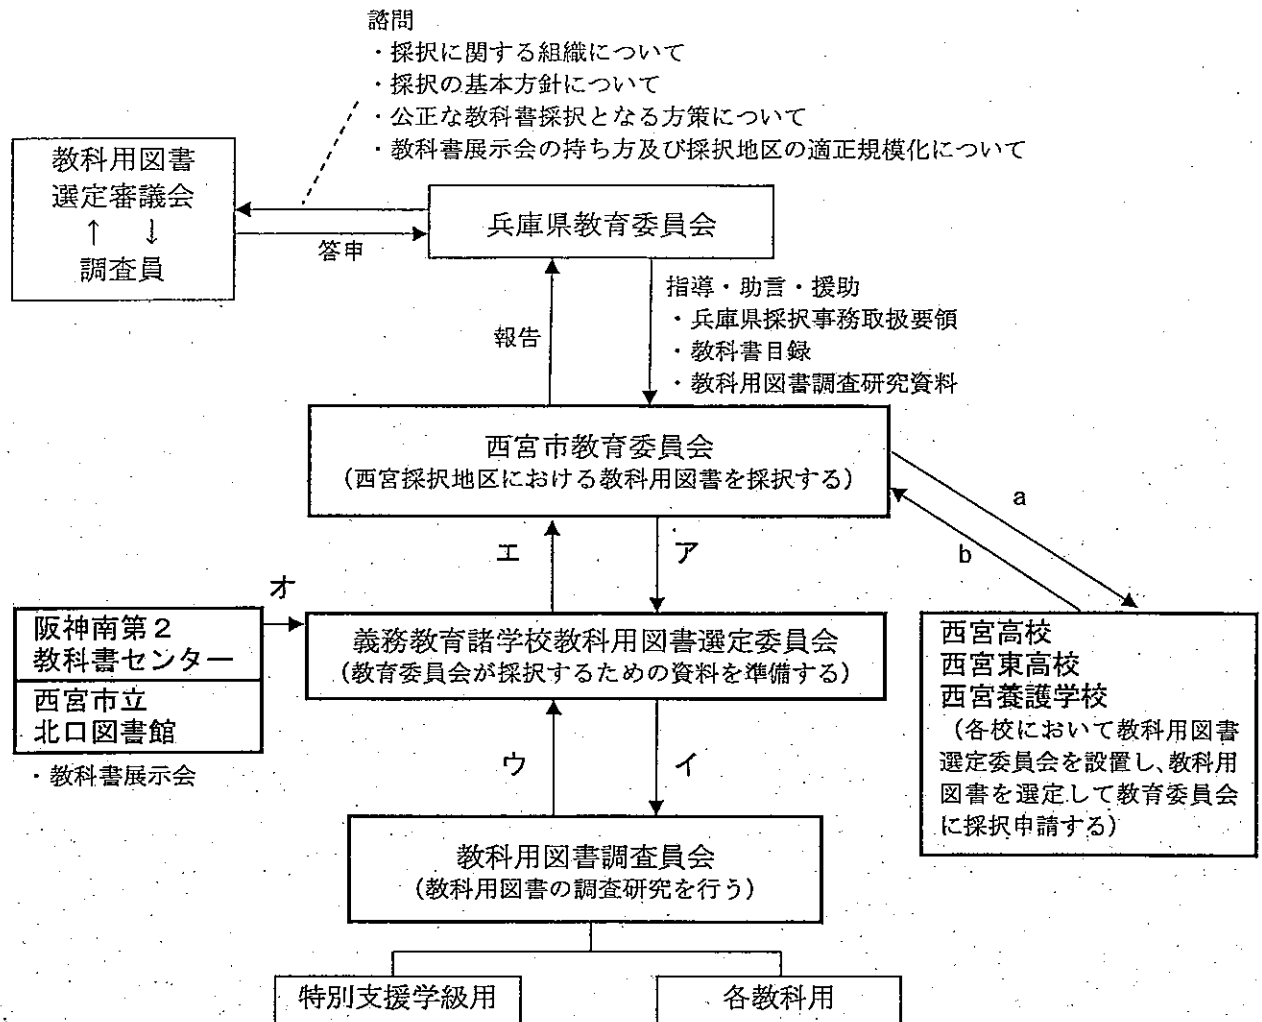 諮問
・採択に関する組織について
・採択の基本方針について
・公正な教科書採択となる方策について
・教科書展示会の持ち方及び採択地区の適正規模化について
教科用図書
選定審議会
↑ ↓
調査員
兵庫県教育委員会
答申
報告
指導・助言・援助
・兵庫県採択事務取扱要領
・教科書目録
・教科用図書調査研究資料
西宮市教育委員会
（西宮採択地区における教科用図書を採択する）
a
b
エ
ア
オ
阪神南第２
教科書センター
西宮市立
北口図書館
・教科書展示会
義務教育諸学校教科用図書選定委員会
（教育委員会が採択するための資料を準備する）
西宮高校
西宮東高校
西宮養護学校
（各校において教科用図書
選定委員会を設置し、教科用
図書を選定して教育委員会
に採択申請する）
ウ
イ
教科用図書調査員会
（教科用図書の調査研究を行う）
特別支援学級用
各教科用